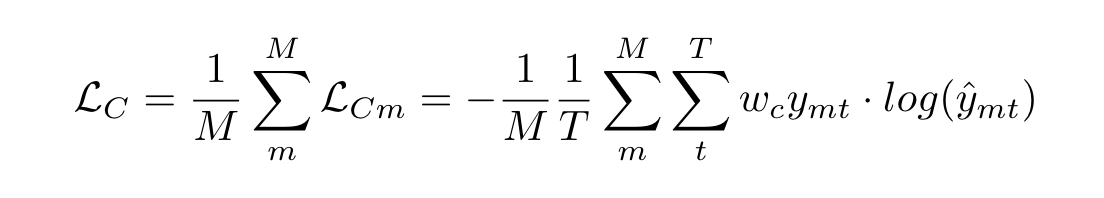 $\mathcal{L}_C = \frac{1}{M} \sum_{m}^{M} \mathcal{L}_{Cm} = -\frac{1}{M} \frac{1}{T} \sum_{m}^{M} \sum_{t}^{T} w_c y_{mt} \cdot log(\hat{y}_{mt})$